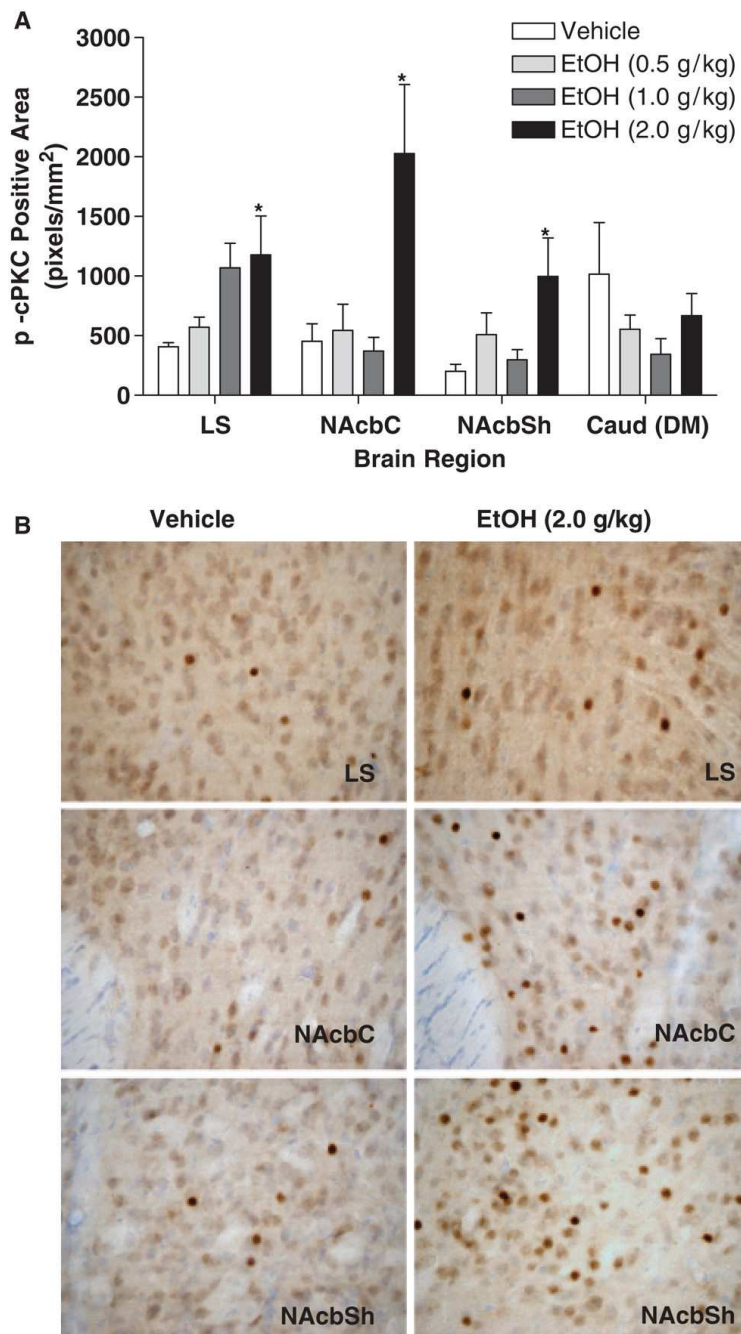 A
p -cPKC Positive Area
(pixels/mm²)
3000
2500
2000
1500
1000
500
0
Vehicle
EtOH (0.5 g/kg)
EtOH (1.0 g/kg)
EtOH (2.0 g/kg)
*
*
*
LS
NAcbC
NAcbSh
Caud (DM)
Brain Region
B
Vehicle
EtOH (2.0 g/kg)
LS
LS
NAcbC
NAcbC
NAcbSh
NAcbSh